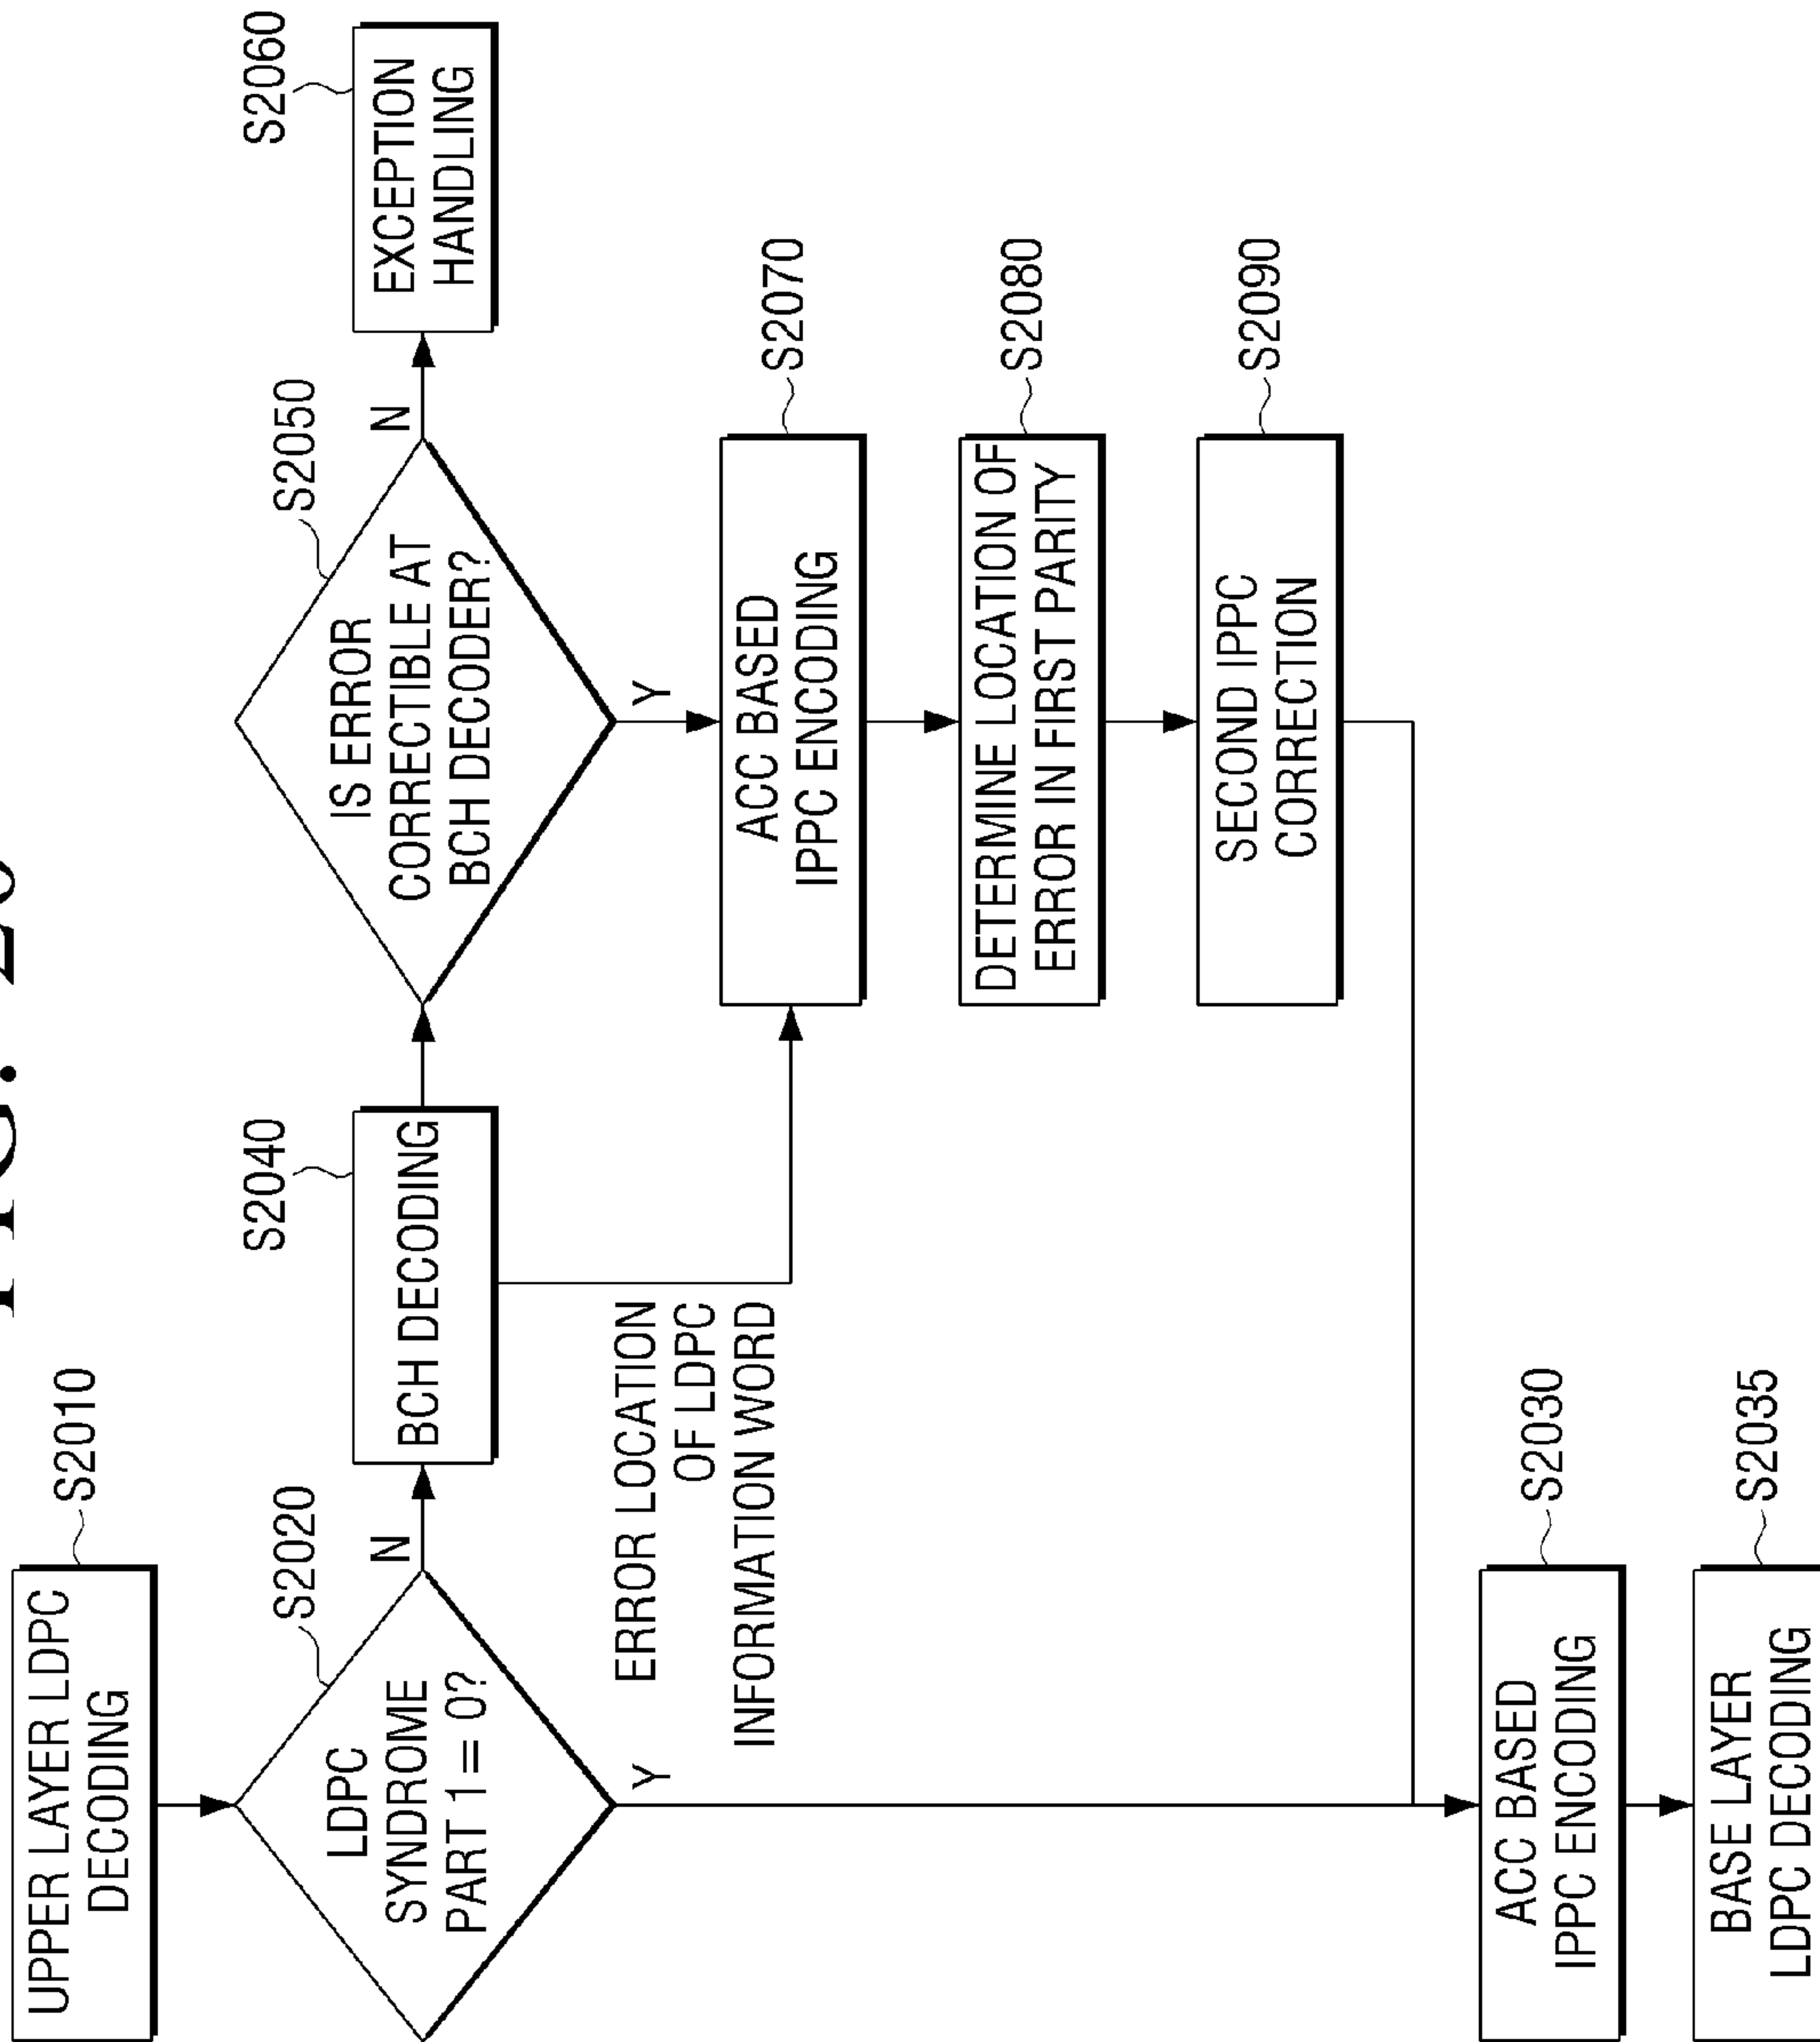 UPPER LAYER LDPC
DECODING
S2010
LDPC
SYNDROME
PART 1 = 0?
S2020
N
Y
BCH DECODING
S2040
ERROR LOCATION
OF LDPC
INFORMATION WORD
IS ERROR
CORRECTIBLE AT
BCH DECODER?
S2050
N
Y
EXCEPTION
HANDLING
S2060
ACC BASED
IPPC ENCODING
S2070
DETERMINE LOCATION OF
ERROR IN FIRST PARITY
S2080
SECOND IPPC
CORRECTION
S2090
ACC BASED
IPPC ENCODING
S2030
BASE LAYER
LDPC DECODING
S2035